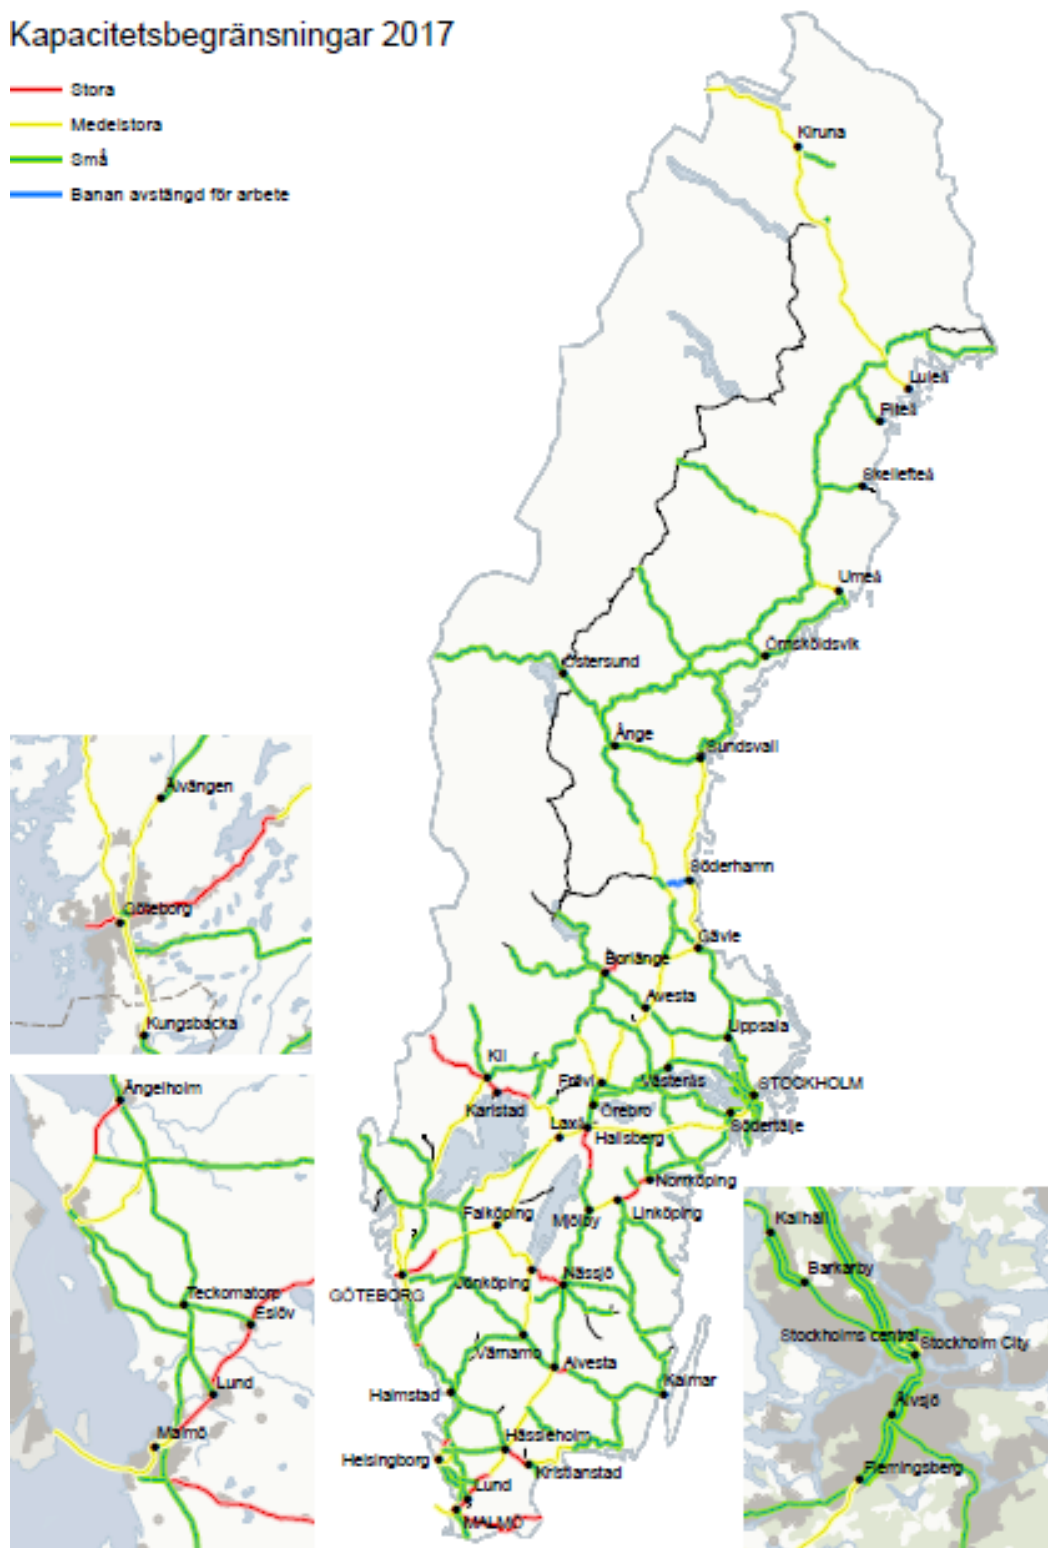 Kapacitetsbegränsningar 2017
Stora
Medelstora
Små
Banan avstängd för arbete
Kiruna
Luleå
Piteå
Skellefteå
Umeå
Örnsköldsvik
Östersund
Ånge
Sundsvall
Söderhamn
Gävle
Borlänge
Avesta
Uppsala
Kil
Frövi
Västerås
STOCKHOLM
Karlstad
Örebro
Södertälje
Laxå
Hallsberg
Norrköping
Linköping
Mjölby
Falköping
Jönköping
Nässjö
GÖTEBORG
Värnamo
Alvesta
Halmstad
Kalmar
Hässleholm
Helsingborg
Kristianstad
Lund
MALMÖ
Älvängen
Göteborg
Kungsbacka
Ängelholm
Teckomatorp
Eslöv
Lund
Malmö
Kallhäll
Barkarby
Stockholms central
Stockholm City
Älvsjö
Flemingsberg